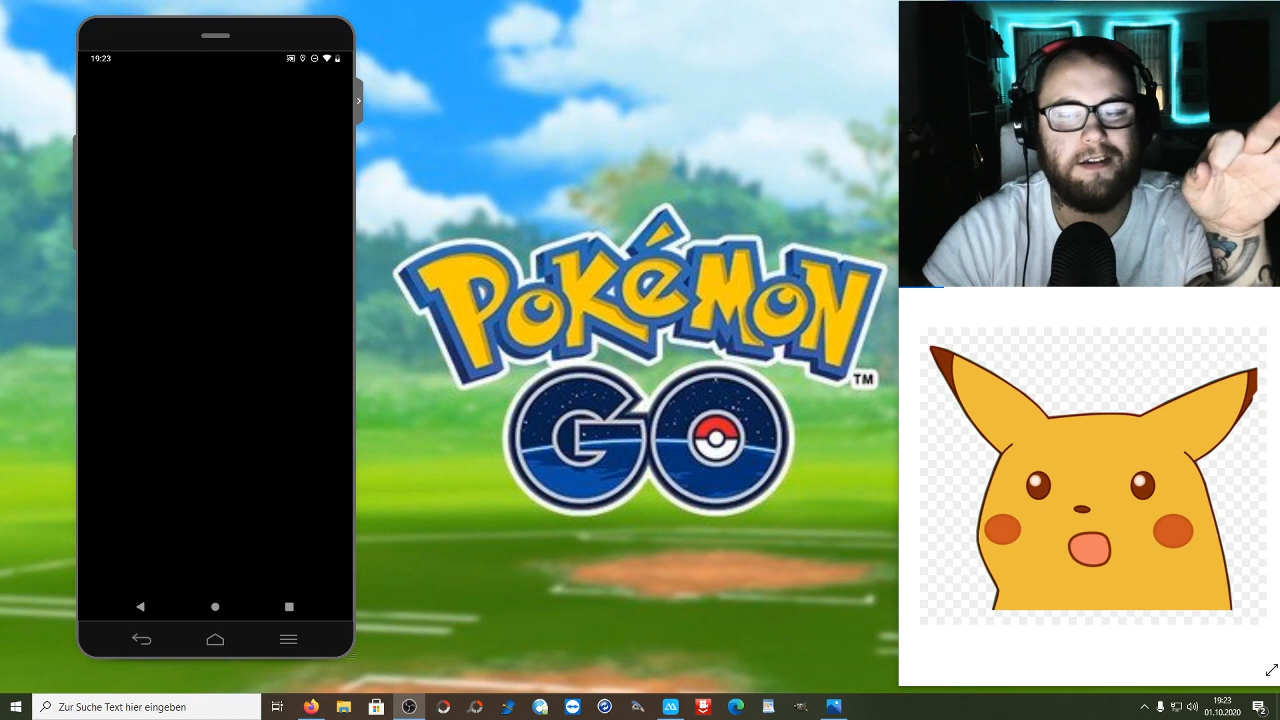 19:23
POKéMON
TM
GO
Zur Suche Text hier eingeben
19:23
01.10.2020
2